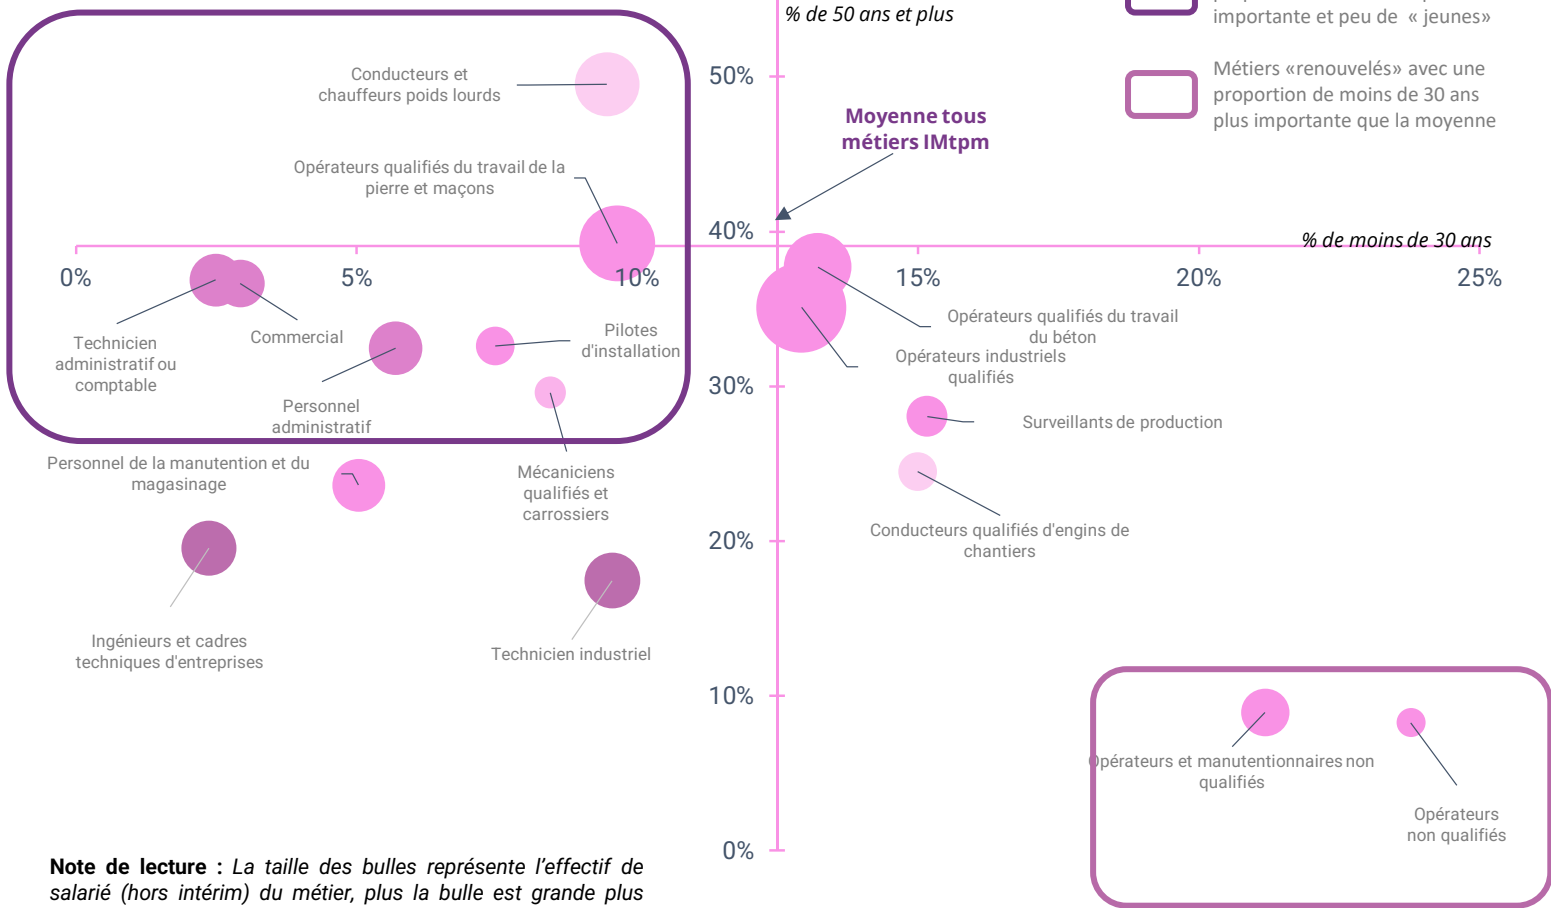 % de 50 ans et plus
importante et peu de « jeunes»
Métiers «renouvelés» avec une
proportion de moins de 30 ans
plus importante que la moyenne
50%
Conducteurs et
chauffeurs poids lourds
Moyenne tous
métiers IMtpm
Opérateurs qualifiés du travail de la
pierre et maçons
40%
% de moins de 30 ans
0%
5%
10%
15%
20%
25%
Technicien
administratif ou
comptable
Commercial
Pilotes
d'installation
Opérateurs qualifiés du travail
du béton
Opérateurs industriels
qualifiés
30%
Personnel
administratif
Surveillants de production
Personnel de la manutention et du
magasinage
Mécaniciens
qualifiés et
carrossiers
Conducteurs qualifiés d'engins de
chantiers
20%
Ingénieurs et cadres
techniques d'entreprises
Technicien industriel
10%
Opérateurs et manutentionnaires non
qualifiés
Opérateurs
non qualifiés
0%
Note de lecture : La taille des bulles représente l’effectif de
salarié (hors intérim) du métier, plus la bulle est grande plus